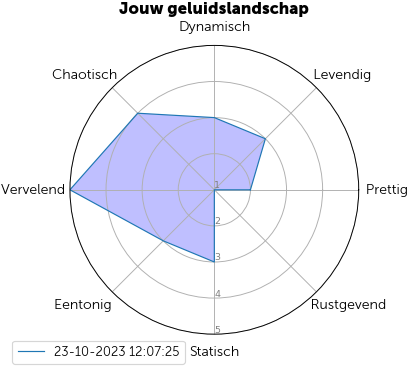 Jouw geluidslandschap
Dynamisch
Chaotisch
Levendig
Vervelend
1
Prettig
2
3
4
Eentonig
Rustgevend
5
23-10-2023 12:07:25
Statisch